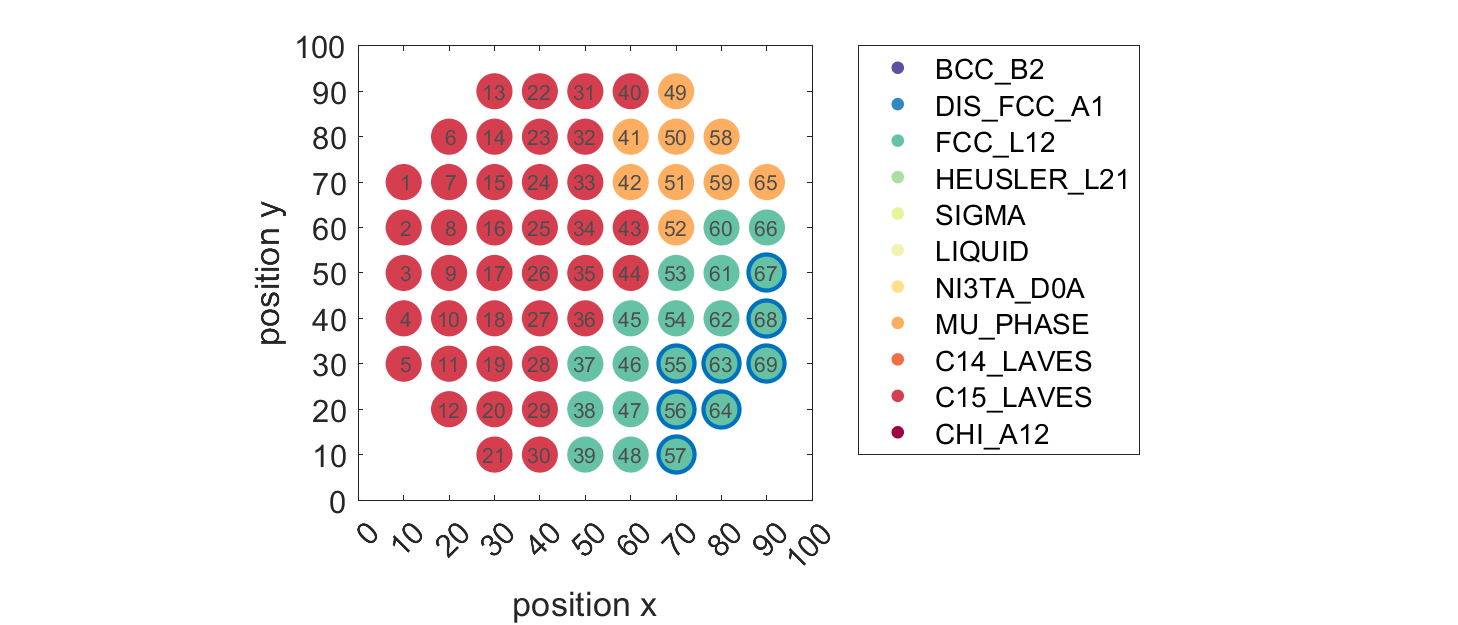 100
90
80
70
60
50
40
30
20
10
0
position y
13 22 31 40 49
6 14 23 32 41 50 58
1 7 15 24 33 42 51 59 65
2 8 16 25 34 43 52 60 66
3 9 17 26 35 44 53 61 67
4 10 18 27 36 45 54 62 68
5 11 19 28 37 46 55 63 69
12 20 29 38 47 56 64
21 30 39 48 57
0 10 20 30 40 50 60 70 80 90 100
position x
BCC_B2
DIS_FCC_A1
FCC_L12
HEUSLER_L21
SIGMA
LIQUID
NI3TA_D0A
MU_PHASE
C14_LAVES
C15_LAVES
CHI_A12